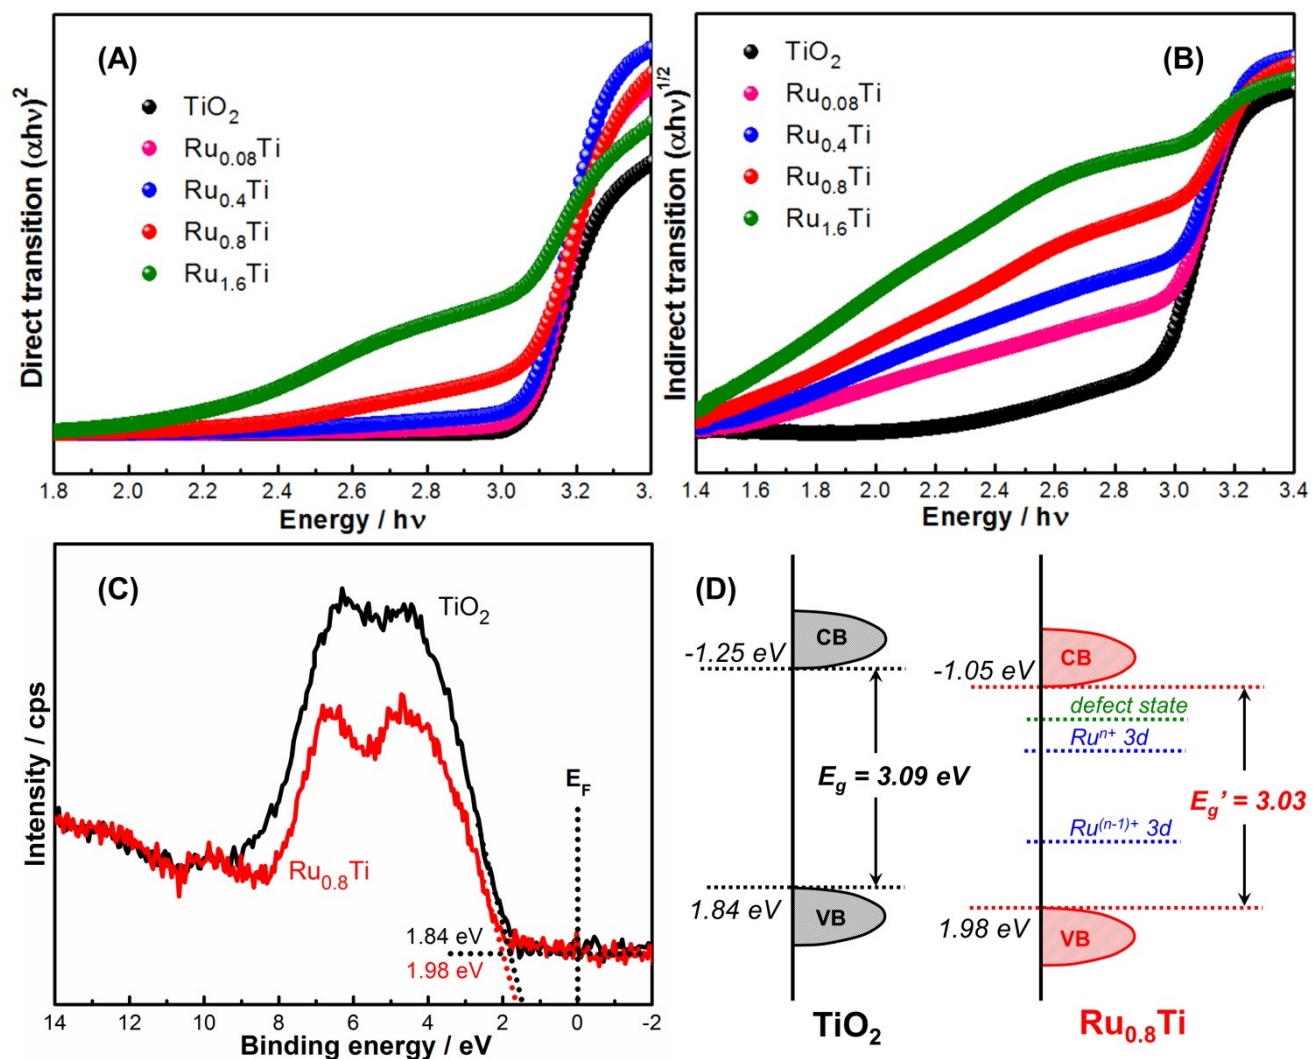 (A)
Direct transition (αhν)²
TiO₂
Ru₀.₀₈Ti
Ru₀.₄Ti
Ru₀.₈Ti
Ru₁.₆Ti
1.8 2.0 2.2 2.4 2.6 2.8 3.0 3.2 3.
Energy / hν
(B)
Indirect transition (αhν)¹ᐟ²
TiO₂
Ru₀.₀₈Ti
Ru₀.₄Ti
Ru₀.₈Ti
Ru₁.₆Ti
1.4 1.6 1.8 2.0 2.2 2.4 2.6 2.8 3.0 3.2 3.4
Energy / hν
(C)
Intensity / cps
TiO₂
Ru₀.₈Ti
E_F
1.84 eV
1.98 eV
14 12 10 8 6 4 2 0 -2
Binding energy / eV
(D)
CB
-1.25 eV
E_g = 3.09 eV
1.84 eV
VB
TiO₂
CB
-1.05 eV
defect state
Ruⁿ⁺ 3d
E_g' = 3.03
Ru⁽ⁿ⁻¹⁾⁺ 3d
1.98 eV
VB
Ru₀.₈Ti